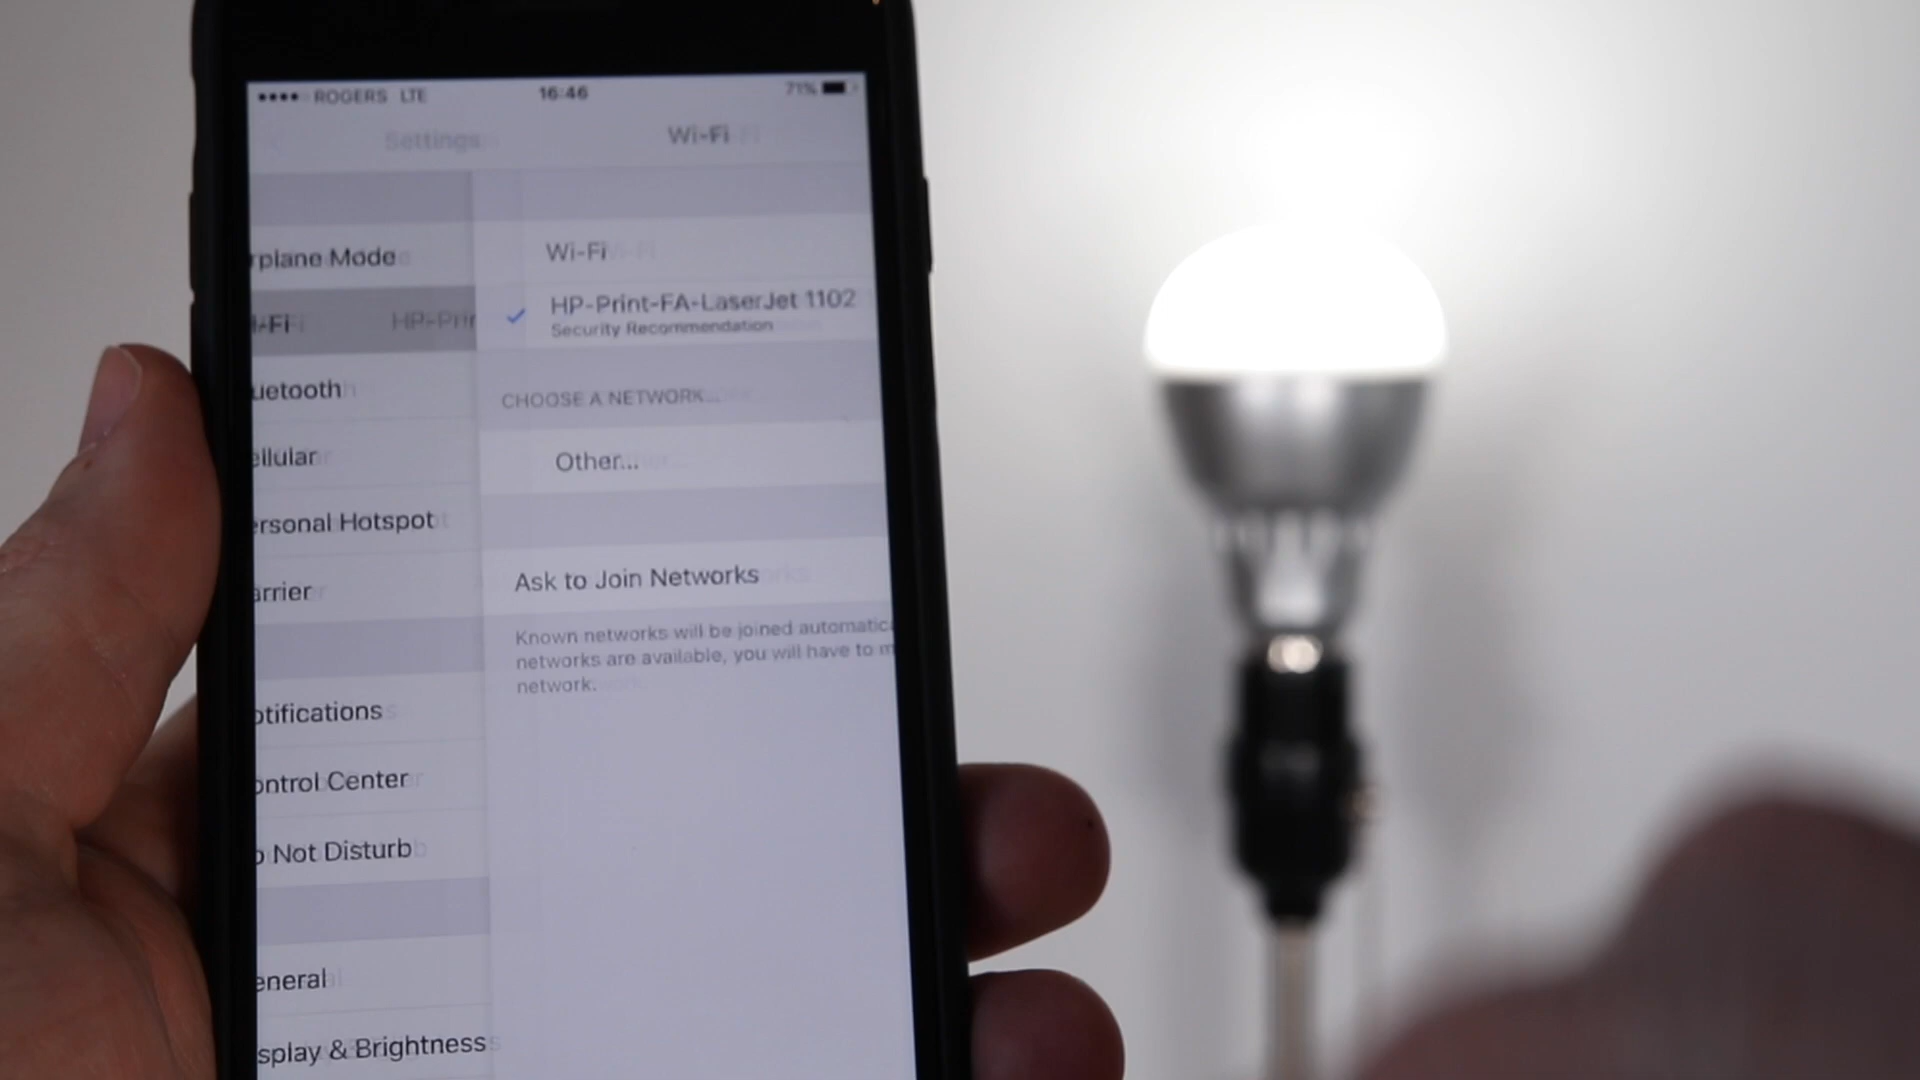 ROGERS LTE 16:46 71%
Settings Wi-Fi
rplane Mode
i-Fi HP-Prin
uetooth
ellular
ersonal Hotspot
arrier
otifications
ontrol Center
o Not Disturb
eneral
splay & Brightness
Wi-Fi
HP-Print-FA-LaserJet 1102
Security Recommendation
CHOOSE A NETWORK...
Other...
Ask to Join Networks
Known networks will be joined automatic
networks are available, you will have to m
network.